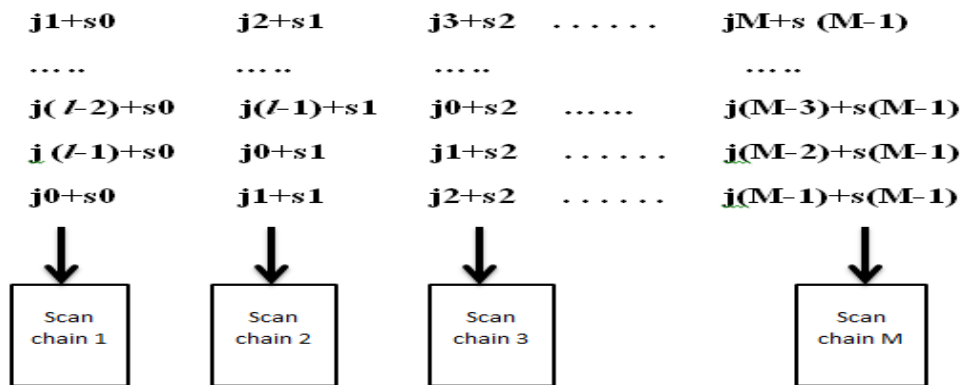 j1+s0 j2+s1 j3+s2 ...... jM+s (M-1)
..... ..... ..... .....
j( l-2)+s0 j(l-1)+s1 j0+s2 ...... j(M-3)+s(M-1)
j (l-1)+s0 j0+s1 j1+s2 ...... j(M-2)+s(M-1)
j0+s0 j1+s1 j2+s2 ...... j(M-1)+s(M-1)
Scan Scan Scan Scan
chain 1 chain 2 chain 3 chain M